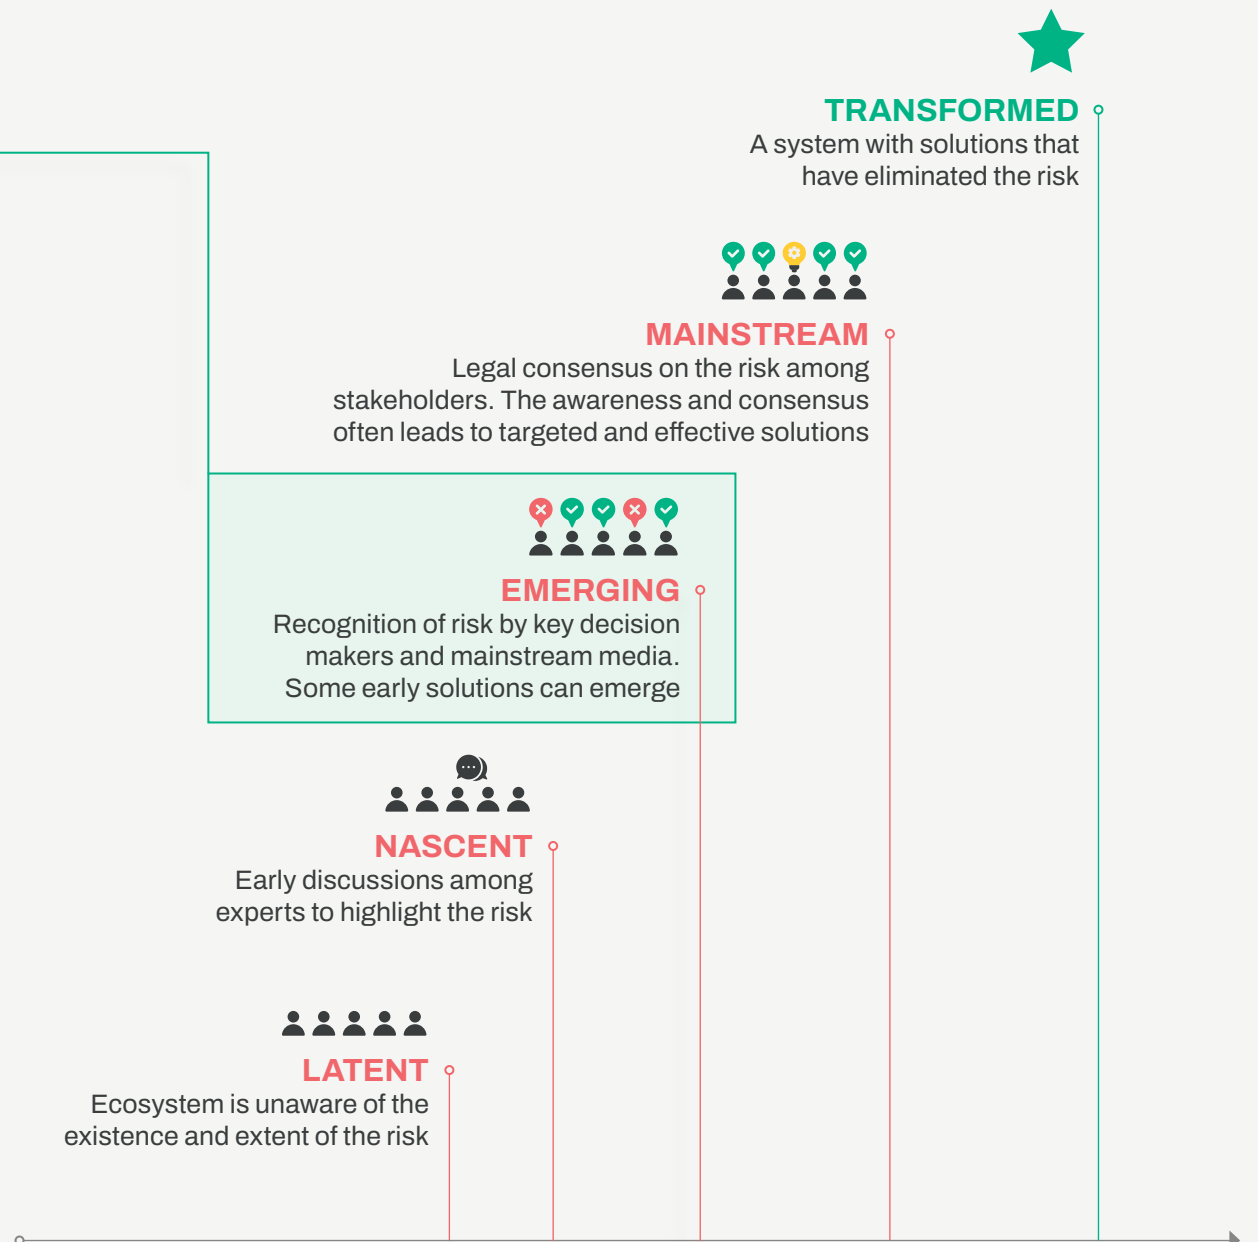 TRANSFORMED
A system with solutions that
have eliminated the risk
MAINSTREAM
Legal consensus on the risk among
stakeholders. The awareness and consensus
often leads to targeted and effective solutions
EMERGING
Recognition of risk by key decision
makers and mainstream media.
Some early solutions can emerge
NASCENT
Early discussions among
experts to highlight the risk
LATENT
Ecosystem is unaware of the
existence and extent of the risk